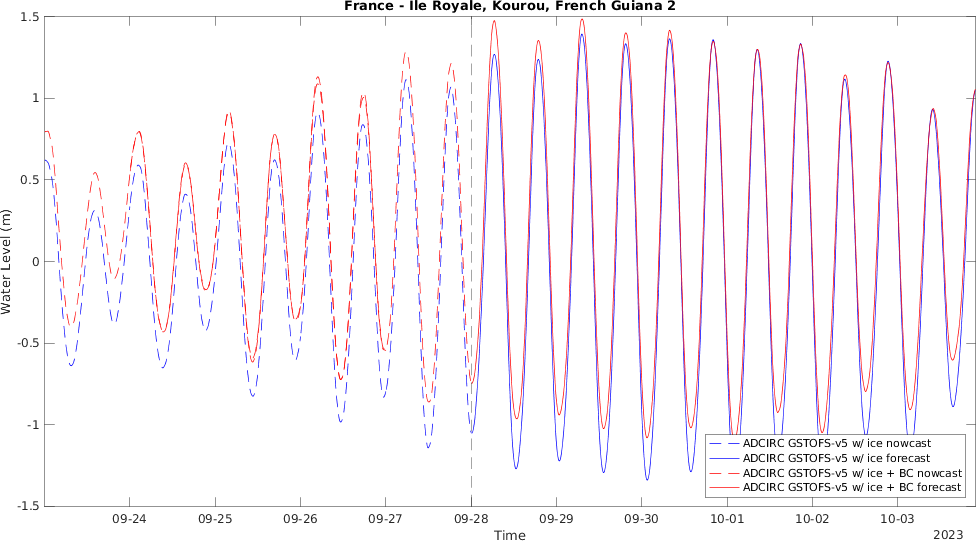 France - Ile Royale, Kourou, French Guiana 2
Water Level (m)
1.5
1
0.5
0
-0.5
-1
-1.5
ADCIRC GSTOFS-v5 w/ ice nowcast
ADCIRC GSTOFS-v5 w/ ice forecast
ADCIRC GSTOFS-v5 w/ ice + BC nowcast
ADCIRC GSTOFS-v5 w/ ice + BC forecast
09-24 09-25 09-26 09-27 09-28 09-29 09-30 10-01 10-02 10-03
Time
2023